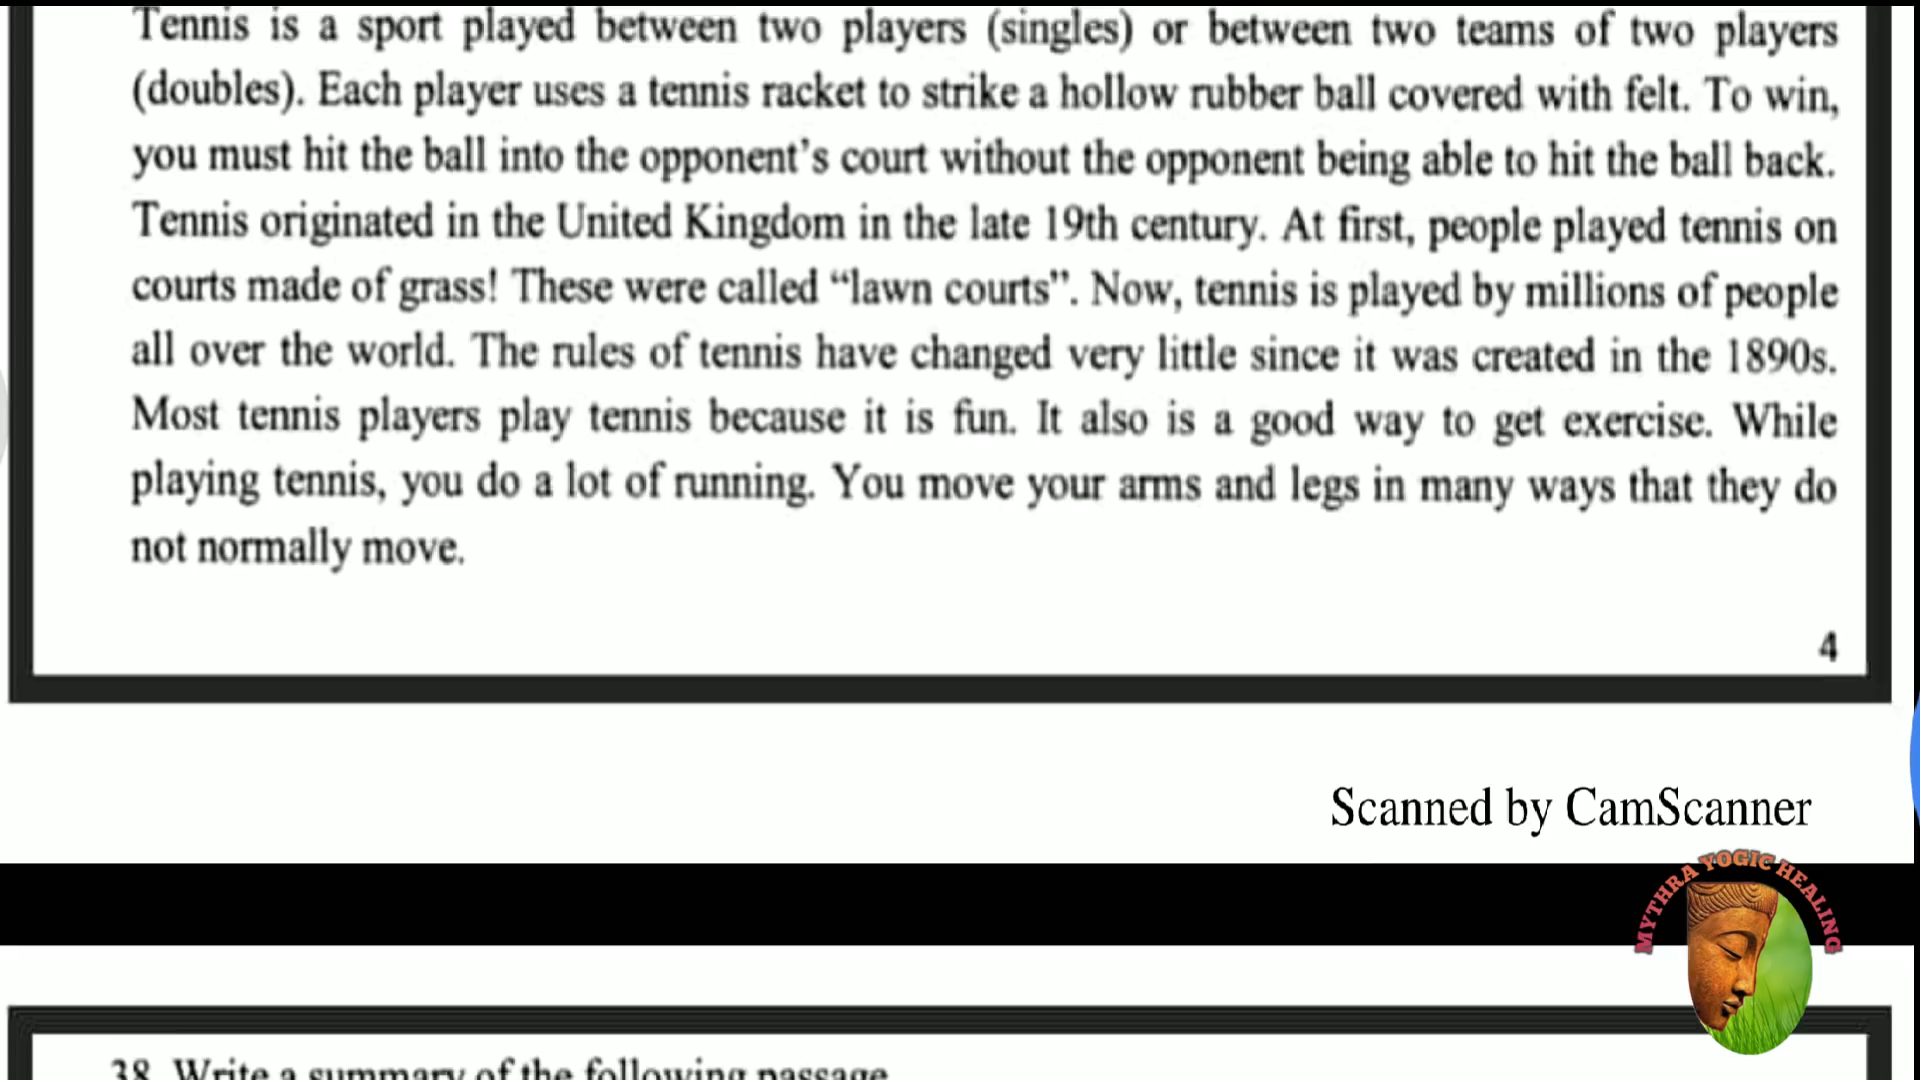 Tennis is a sport played between two players (singles) or between two teams of two players
(doubles). Each player uses a tennis racket to strike a hollow rubber ball covered with felt. To win,
you must hit the ball into the opponent’s court without the opponent being able to hit the ball back.
Tennis originated in the United Kingdom in the late 19th century. At first, people played tennis on
courts made of grass! These were called “lawn courts”. Now, tennis is played by millions of people
all over the world. The rules of tennis have changed very little since it was created in the 1890s.
Most tennis players play tennis because it is fun. It also is a good way to get exercise. While
playing tennis, you do a lot of running. You move your arms and legs in many ways that they do
not normally move.
4
Scanned by CamScanner
MYTHRA YOGIC HEALING
38. Write a summary of the following passage